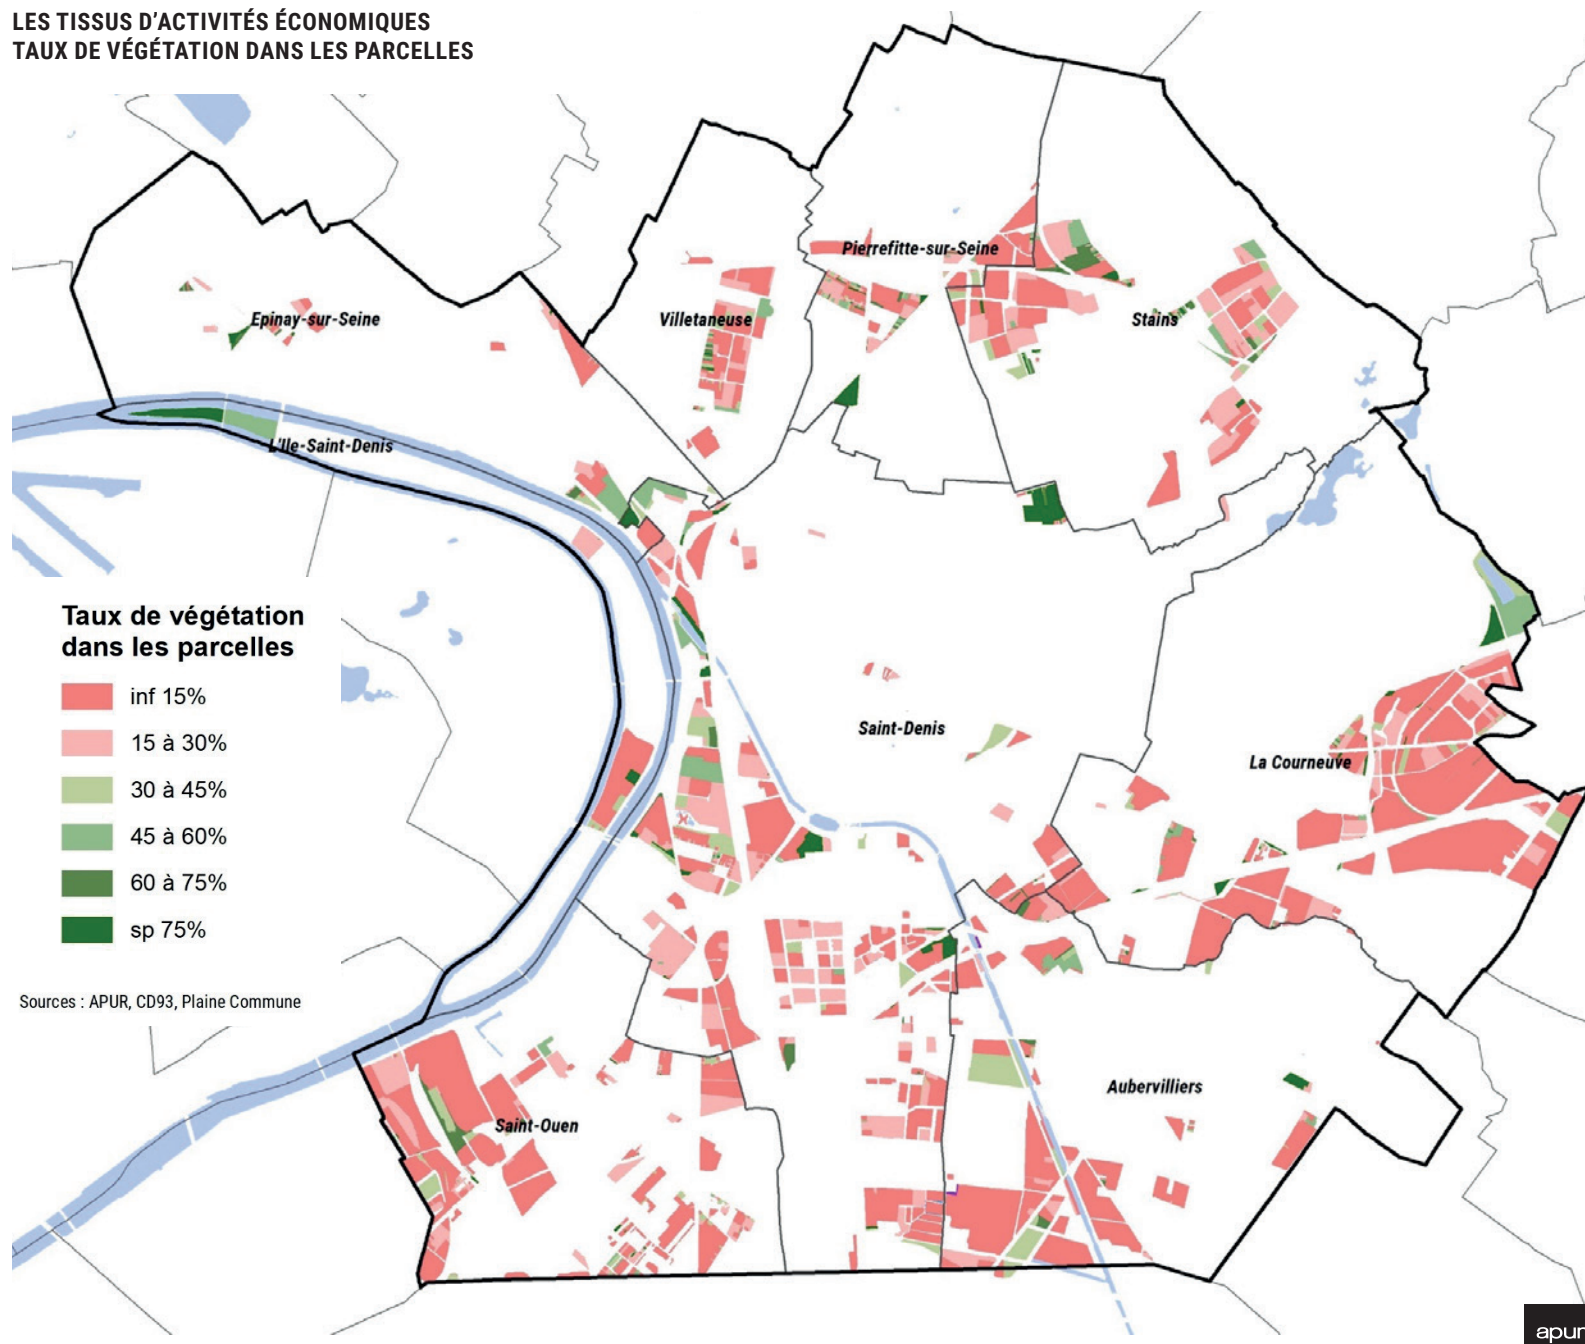 LES TISSUS D'ACTIVITÉS ÉCONOMIQUES
TAUX DE VÉGÉTATION DANS LES PARCELLES
Pierrefitte-sur-Seine
Epinay-sur-Seine
Villetaneuse
Stains
L'Ile-Saint-Denis
Taux de végétation
dans les parcelles
inf 15%
15 à 30%
30 à 45%
45 à 60%
60 à 75%
sp 75%
Saint-Denis
La Courneuve
Sources : APUR, CD93, Plaine Commune
Aubervilliers
Saint-Ouen
apur